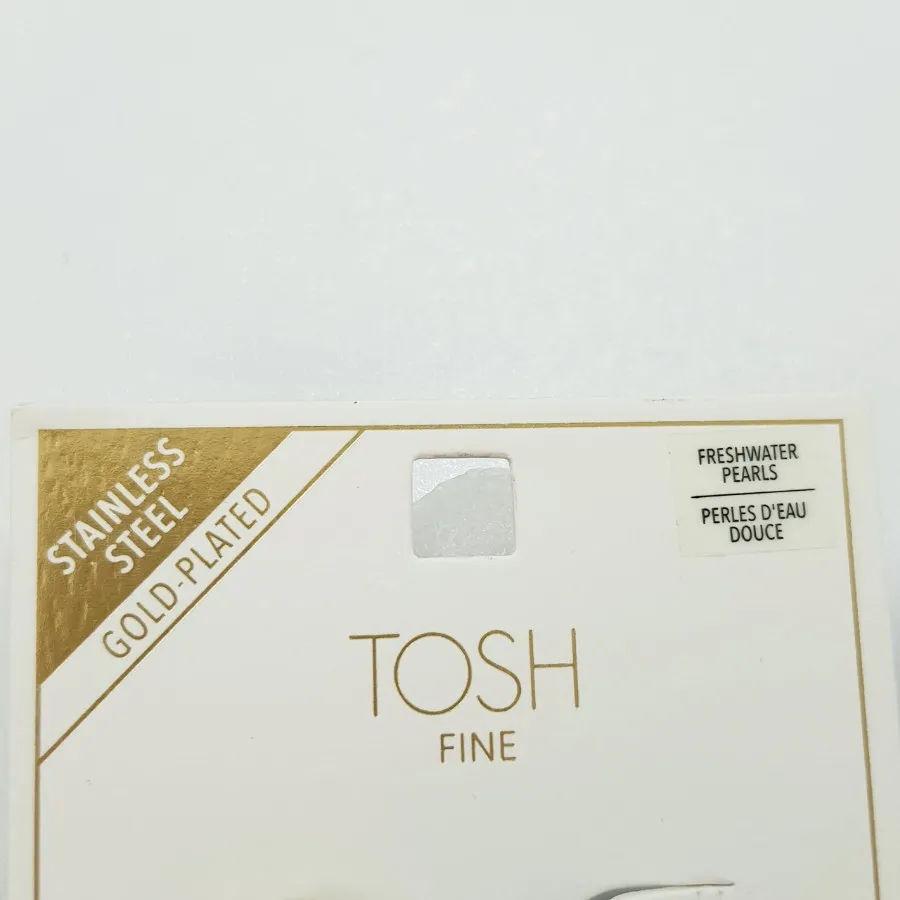 STAINLESS
STEEL
GOLD-PLATED
FRESHWATER
PEARLS
PERLES D'EAU
DOUCE
TOSH
FINE